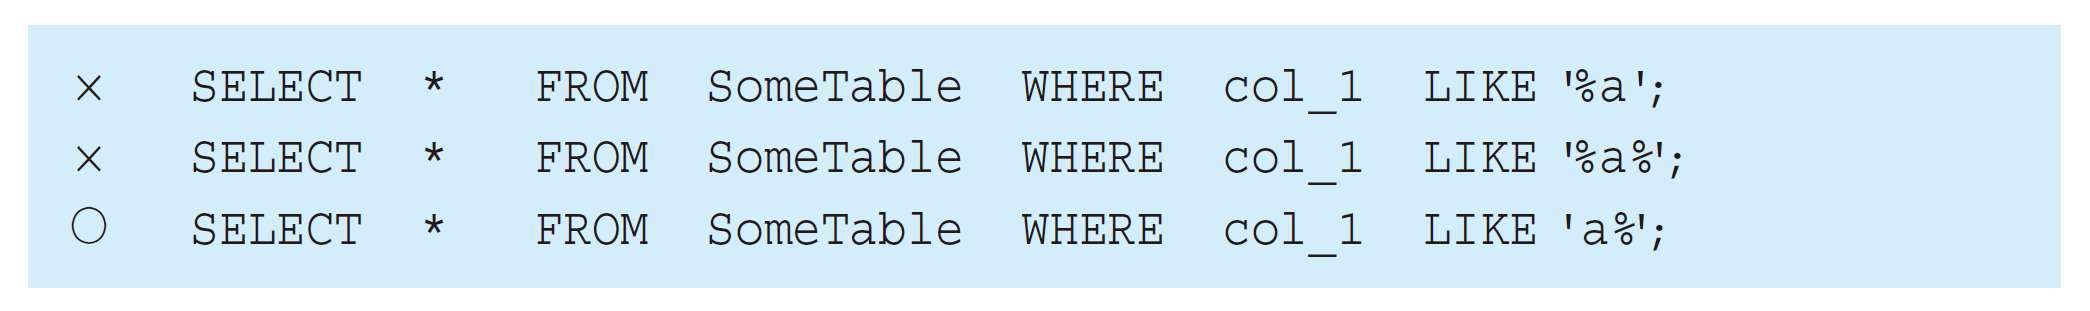 × SELECT * FROM SomeTable WHERE col_1 LIKE '%a';
× SELECT * FROM SomeTable WHERE col_1 LIKE '%a%';
○ SELECT * FROM SomeTable WHERE col_1 LIKE 'a%';